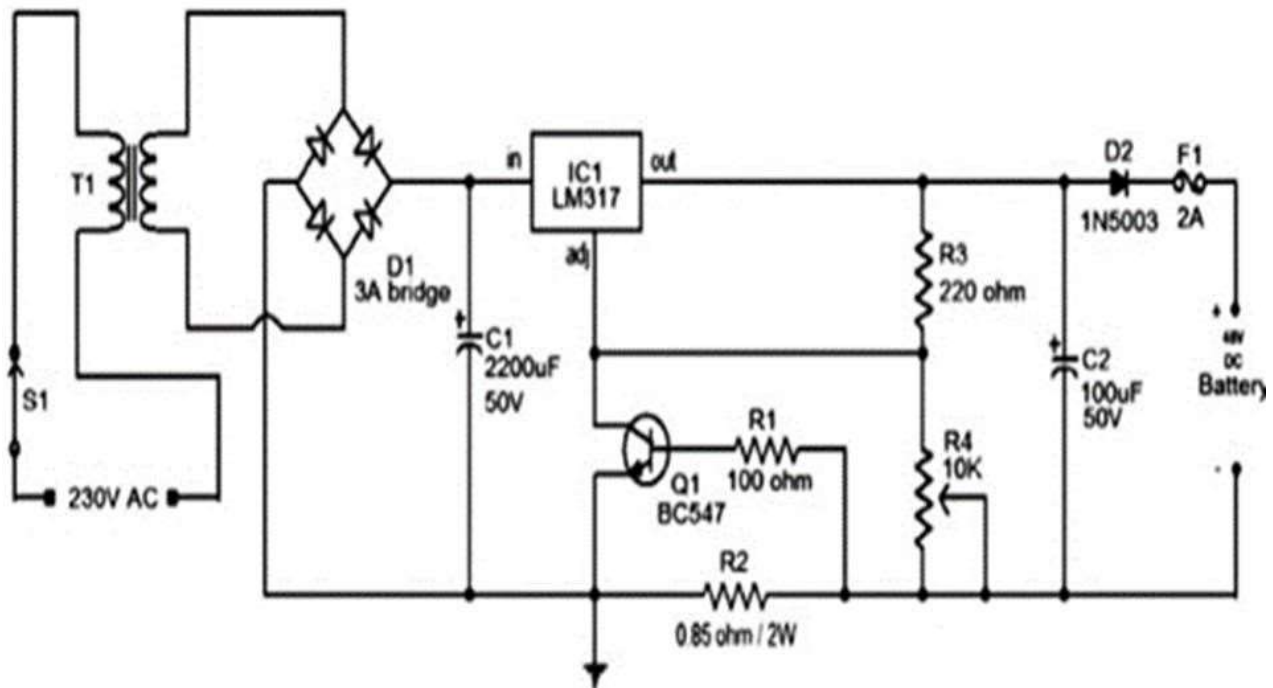 T1
S1
230V AC
D1
3A bridge
C1
2200uF
50V
in
IC1
LM317
out
adj
Q1
BC547
R1
100 ohm
R2
0.85 ohm / 2W
R3
220 ohm
R4
10K
C2
100uF
50V
D2
1N5003
F1
2A
+
48V
DC
Battery
-